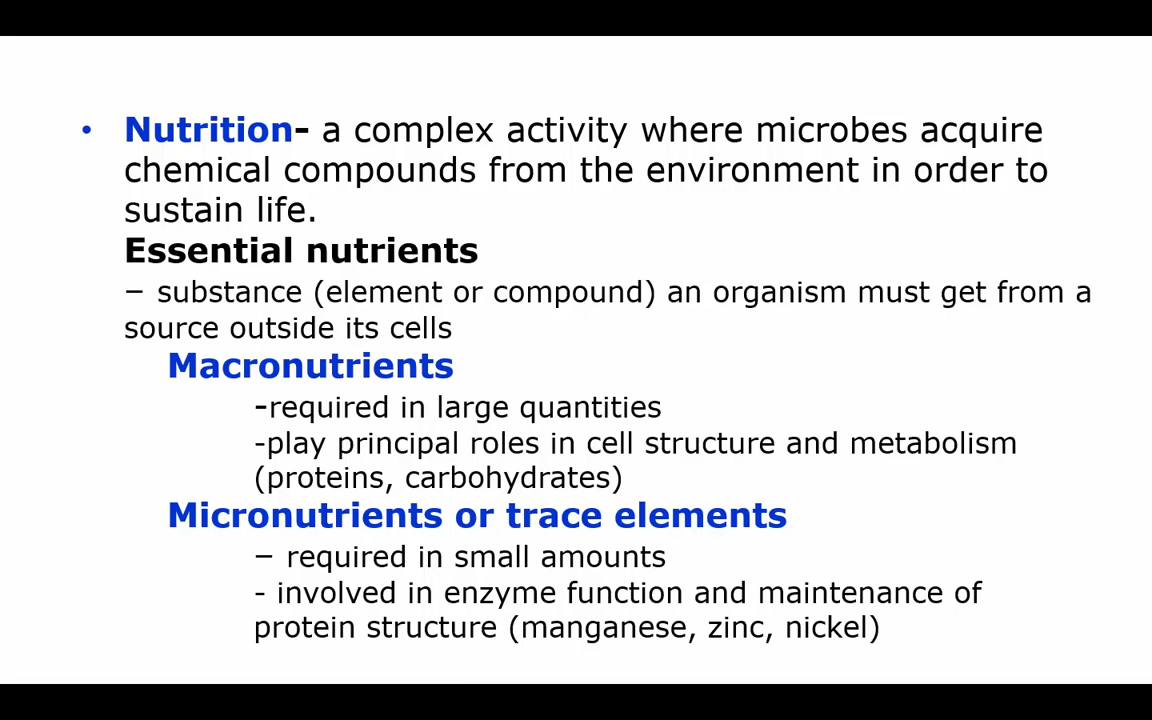 • Nutrition- a complex activity where microbes acquire
chemical compounds from the environment in order to
sustain life.
Essential nutrients
– substance (element or compound) an organism must get from a
source outside its cells
Macronutrients
-required in large quantities
-play principal roles in cell structure and metabolism
(proteins, carbohydrates)
Micronutrients or trace elements
– required in small amounts
- involved in enzyme function and maintenance of
protein structure (manganese, zinc, nickel)